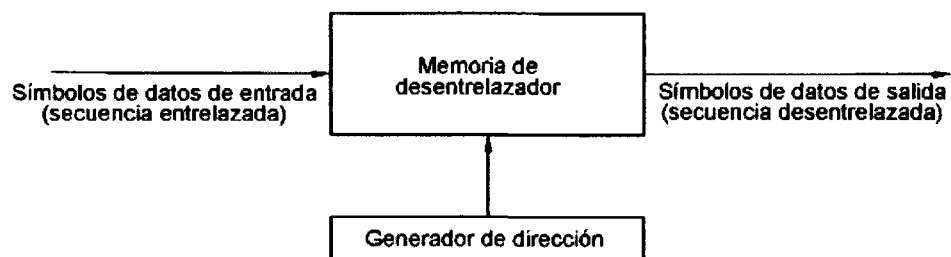 Memoria de
desentrelazador
Símbolos de datos de entrada
(secuencia entrelazada)
Símbolos de datos de salida
(secuencia desentrelazada)
Generador de dirección